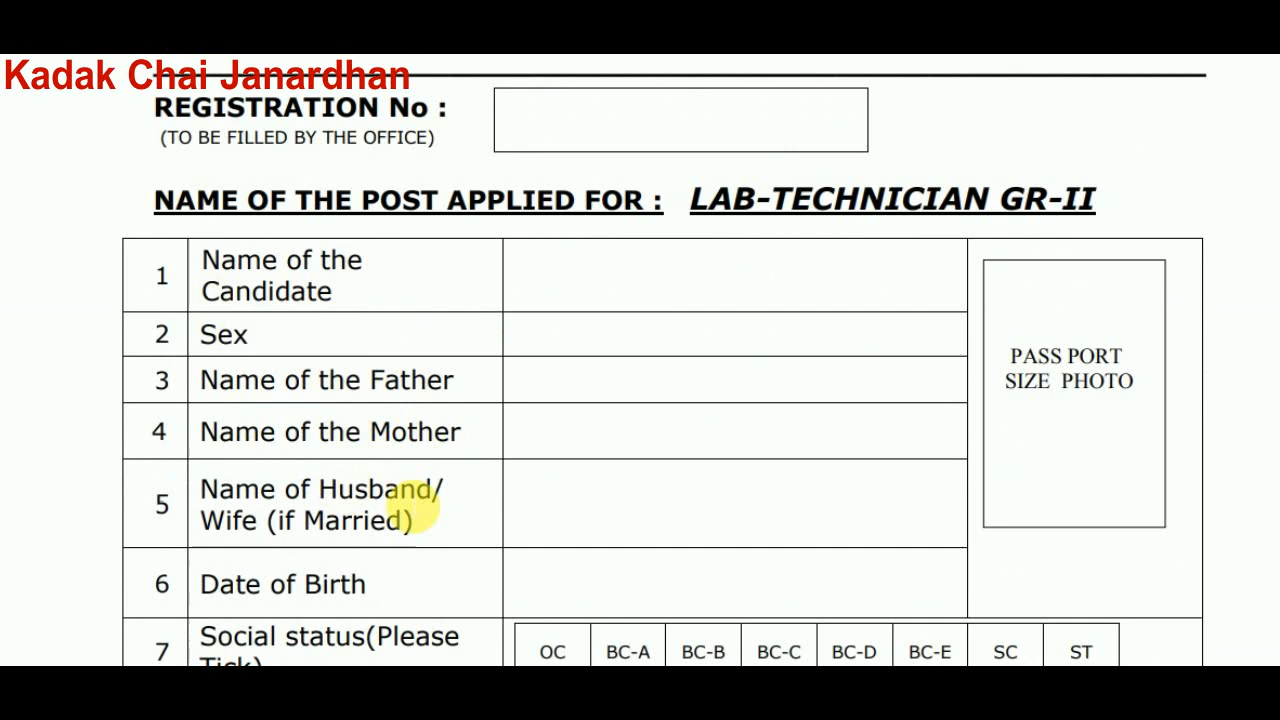 Kadak Chai Janardhan
REGISTRATION No :
(TO BE FILLED BY THE OFFICE)
NAME OF THE POST APPLIED FOR : LAB-TECHNICIAN GR-II
1 Name of the
Candidate
PASS PORT
SIZE PHOTO
2 Sex
3 Name of the Father
4 Name of the Mother
5 Name of Husband/
Wife (if Married)
6 Date of Birth
7 Social status(Please
Tick)
OC BC-A BC-B BC-C BC-D BC-E SC ST